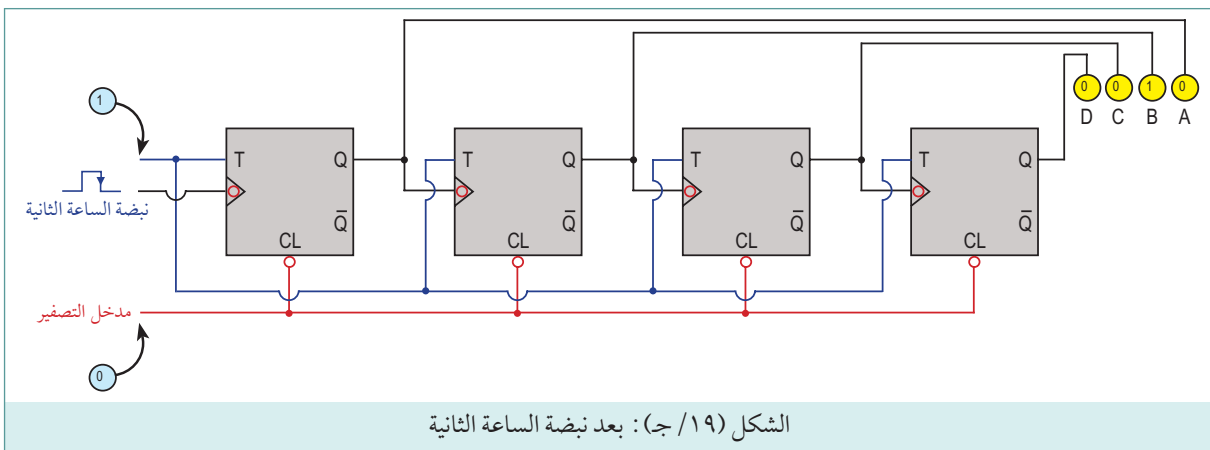 0 0 1 0
D C B A
1
T Q T Q T Q T Q
نبضة الساعة الثانية
Q̅ Q̅ Q̅ Q̅
CL CL CL CL
مدخل التصفير
0
الشكل (١٩/ جـ): بعد نبضة الساعة الثانية